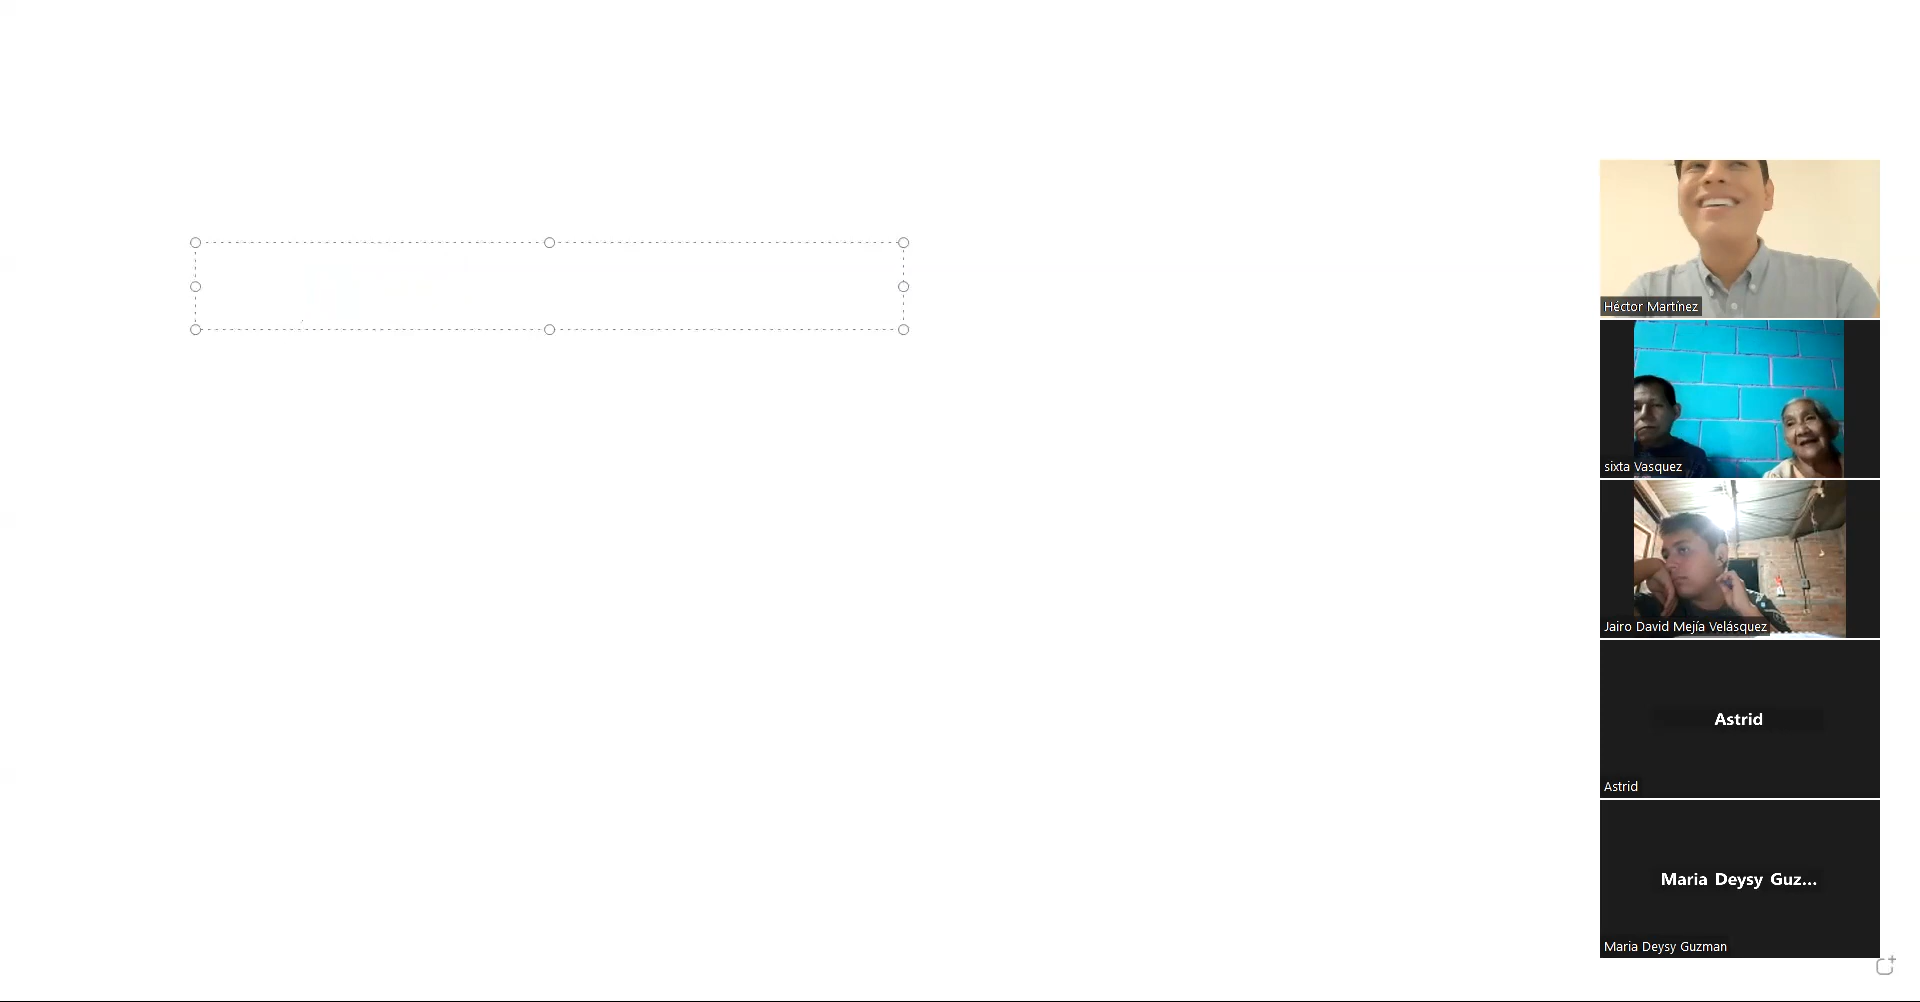 Héctor Martínez
sixta Vasquez
Jairo David Mejía Velásquez
Astrid
Astrid
Maria Deysy Guz...
Maria Deysy Guzman